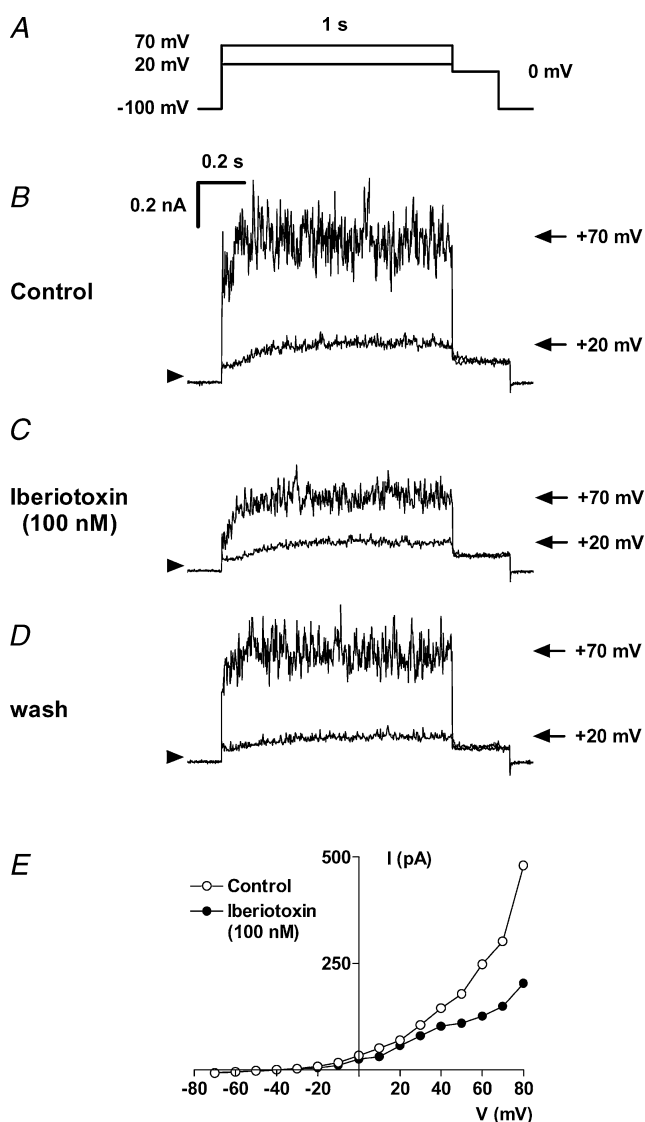 A
1 s
70 mV
20 mV
0 mV
-100 mV
0.2 s
B
0.2 nA
+70 mV
Control
+20 mV
C
Iberiotoxin
(100 nM)
+70 mV
+20 mV
D
+70 mV
wash
+20 mV
E
500
I (pA)
Control
Iberiotoxin
(100 nM)
250
-80 -60 -40 -20 20 40 60 80
V (mV)